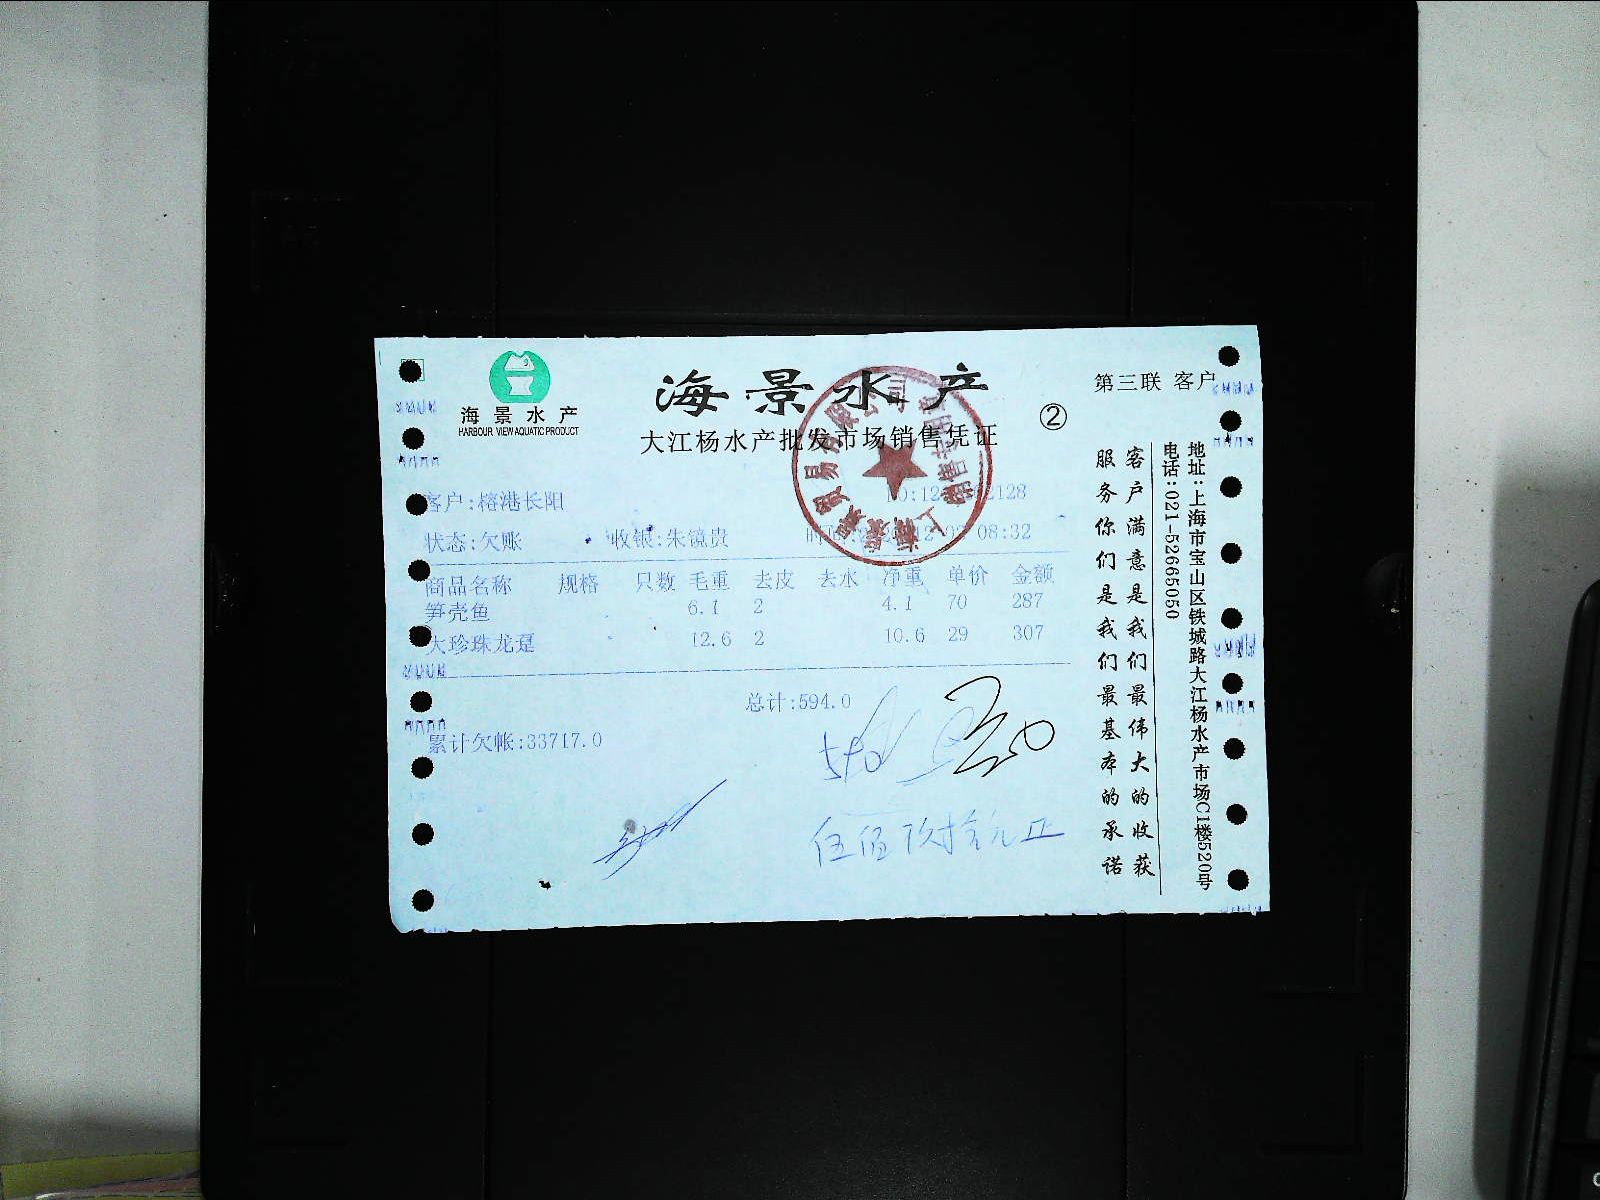 海景水产
HARBOUR VIEW AQUATIC PRODUCT
海景水产
第三联 客户
②
大江杨水产批发市场销售凭证
客户:榕港长阳
状态:欠账 收银:朱镜贵 08:32
商品名称 规格 只数 毛重 去皮 去水 净重 单价 金额
笋壳鱼 6.1 2 4.1 70 287
大珍珠龙趸 12.6 2 10.6 29 307
总计:594.0
累计欠帐:33717.0
伍佰玖拾元正
客户满意是我们最伟大的收获
服务你们是我们最基本的承诺
地址:上海市宝山区铁城路大江杨水产市场C1楼520号
电话:021-52665050